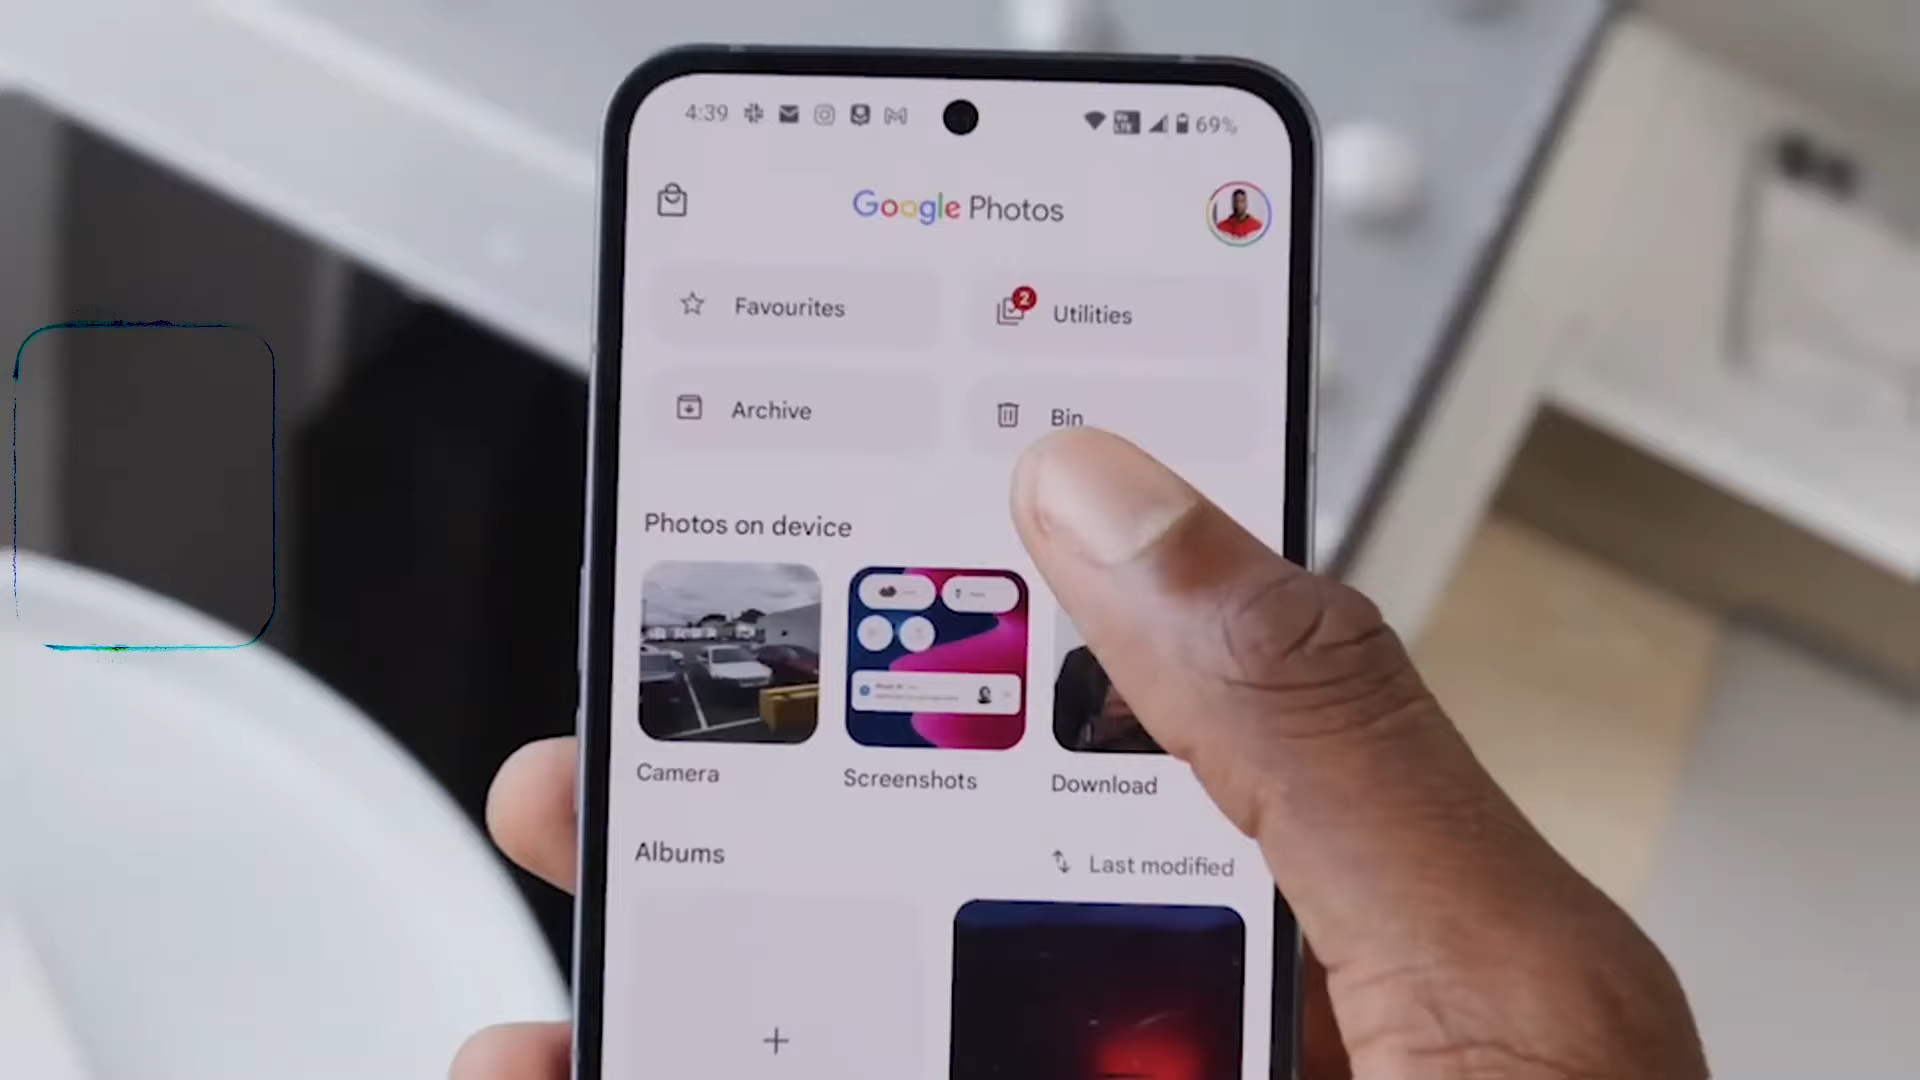 4:39
69%
Google Photos
Favourites
2
Utilities
Archive
Bin
Photos on device
Camera
Screenshots
Download
Albums
Last modified